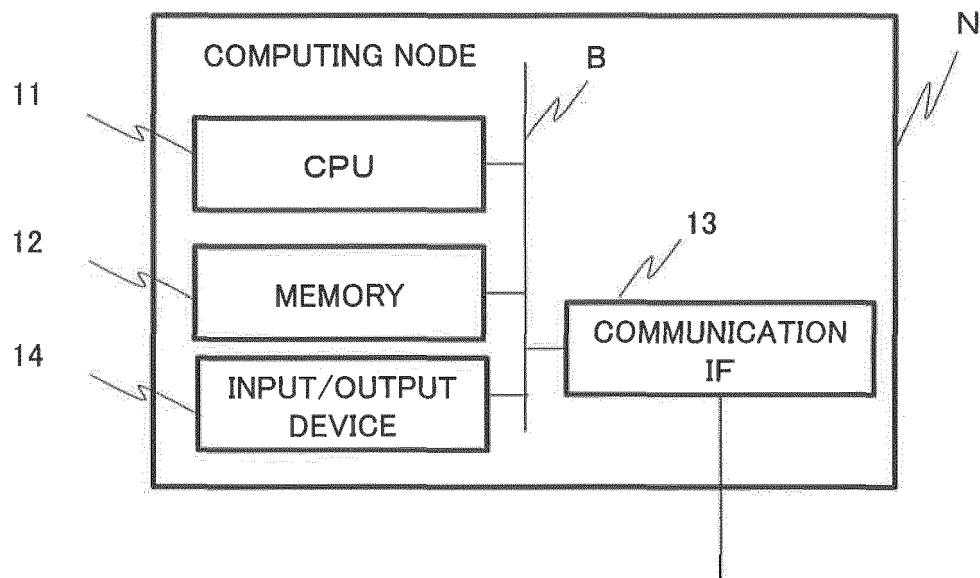 N
COMPUTING NODE
B
11
CPU
12
13
MEMORY
COMMUNICATION
IF
14
INPUT/OUTPUT
DEVICE